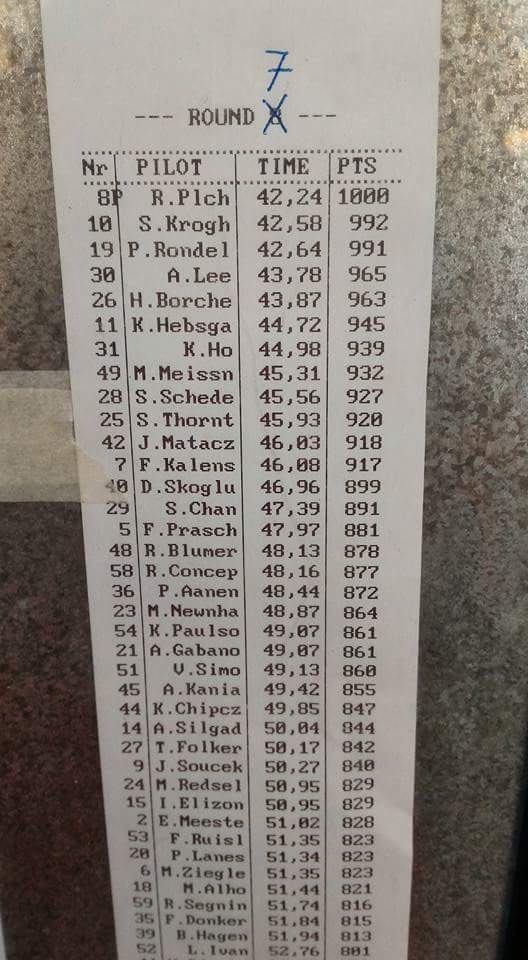 7
--- ROUND 8 ---
Nr PILOT TIME PTS
8P R.Plch 42,24 1000
10 S.Krogh 42,58 992
19 P.Rondel 42,64 991
30 A.Lee 43,78 965
26 H.Borche 43,87 963
11 K.Hebsga 44,72 945
31 K.Ho 44,98 939
49 M.Meissn 45,31 932
28 S.Schede 45,56 927
25 S.Thornt 45,93 920
42 J.Matacz 46,03 918
7 F.Kalens 46,08 917
40 D.Skoglu 46,96 899
29 S.Chan 47,39 891
5 F.Prasch 47,97 881
48 R.Blumer 48,13 878
58 R.Concep 48,16 877
36 P.Aanen 48,44 872
23 M.Newnha 48,87 864
54 K.Paulso 49,07 861
21 A.Gabano 49,07 861
51 V.Simo 49,13 860
45 A.Kania 49,42 855
44 K.Chipcz 49,85 847
14 A.Silgad 50,04 844
27 T.Folker 50,17 842
9 J.Soucek 50,27 840
24 M.Redsel 50,95 829
15 I.Elizon 50,95 829
2 E.Meeste 51,02 828
53 F.Ruisl 51,35 823
20 P.Lanes 51,34 823
6 M.Ziegle 51,35 823
18 M.Alho 51,44 821
59 R.Segnin 51,74 816
35 F.Donker 51,84 815
39 B.Hagen 51,94 813
52 L.Ivan 52,76 801